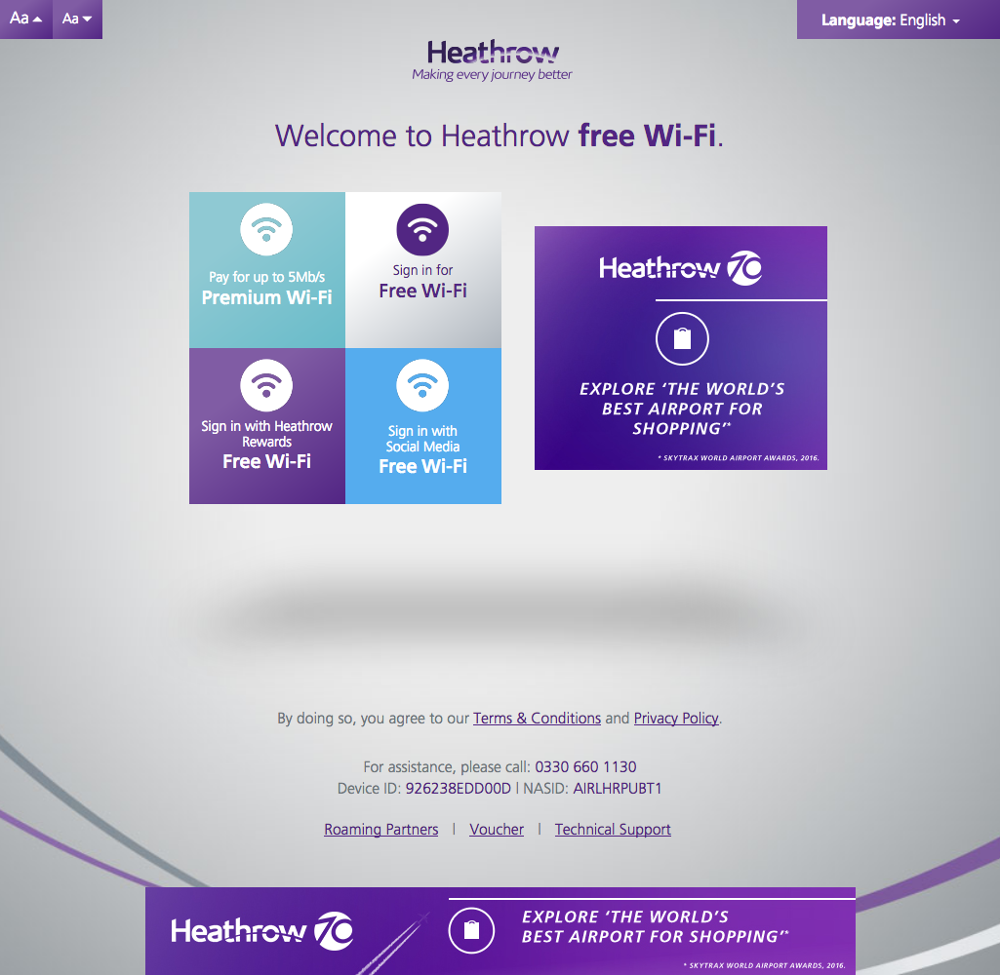 Aa Aa
Language: English
Heathrow
Making every journey better
Welcome to Heathrow free Wi-Fi.
Pay for up to 5Mb/s
Premium Wi-Fi
Sign in for
Free Wi-Fi
Sign in with Heathrow
Rewards
Free Wi-Fi
Sign in with
Social Media
Free Wi-Fi
Heathrow 70
EXPLORE ‘THE WORLD’S
BEST AIRPORT FOR
SHOPPING’*
* SKYTRAX WORLD AIRPORT AWARDS, 2016.
By doing so, you agree to our Terms & Conditions and Privacy Policy.
For assistance, please call: 0330 660 1130
Device ID: 926238EDD00D | NASID: AIRLHRPUBT1
Roaming Partners | Voucher | Technical Support
Heathrow 70
EXPLORE ‘THE WORLD’S
BEST AIRPORT FOR SHOPPING’*
* SKYTRAX WORLD AIRPORT AWARDS, 2016.